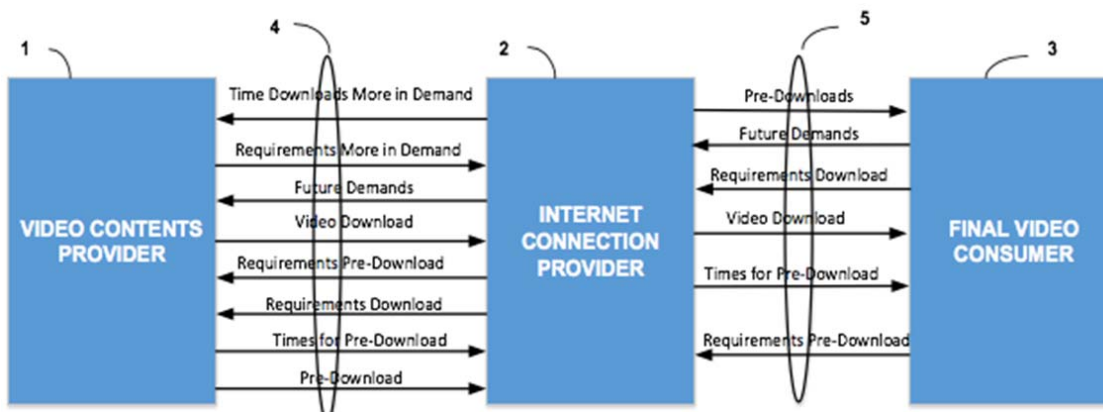 4
5
1
2
3
Time Downloads More in Demand
Requirements More in Demand
Future Demands
Video Download
Requirements Pre-Download
Requirements Download
Times for Pre-Download
Pre-Download
VIDEO CONTENTS
PROVIDER
INTERNET
CONNECTION
PROVIDER
Pre-Downloads
Future Demands
Requirements Download
Video Download
Times for Pre-Download
Requirements Pre-Download
FINAL VIDEO
CONSUMER